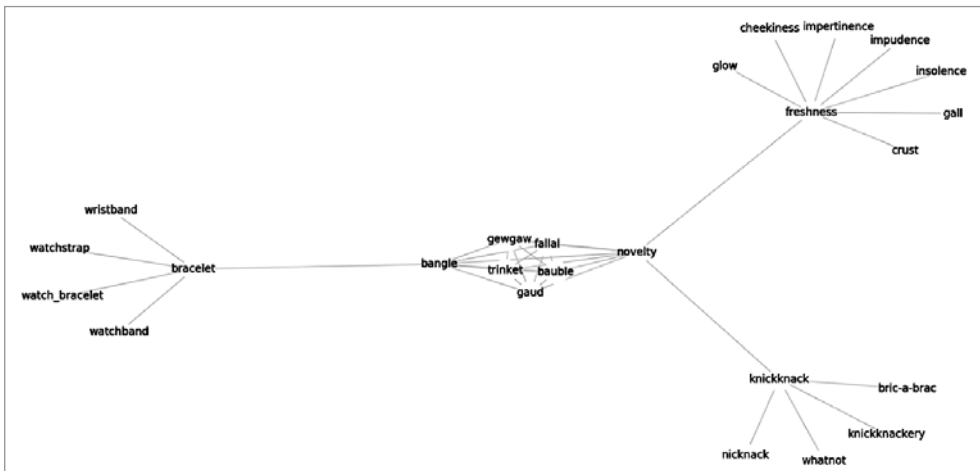 cheekiness
impertinence
impudence
glow
insolence
freshness
gall
crust
wristband
watchstrap
bracelet
watch_bracelet
watchband
gewgaw
fallal
novelty
bangle
trinket
bauble
gaud
knickknack
bric-a-brac
knickknackery
nicknack
whatnot